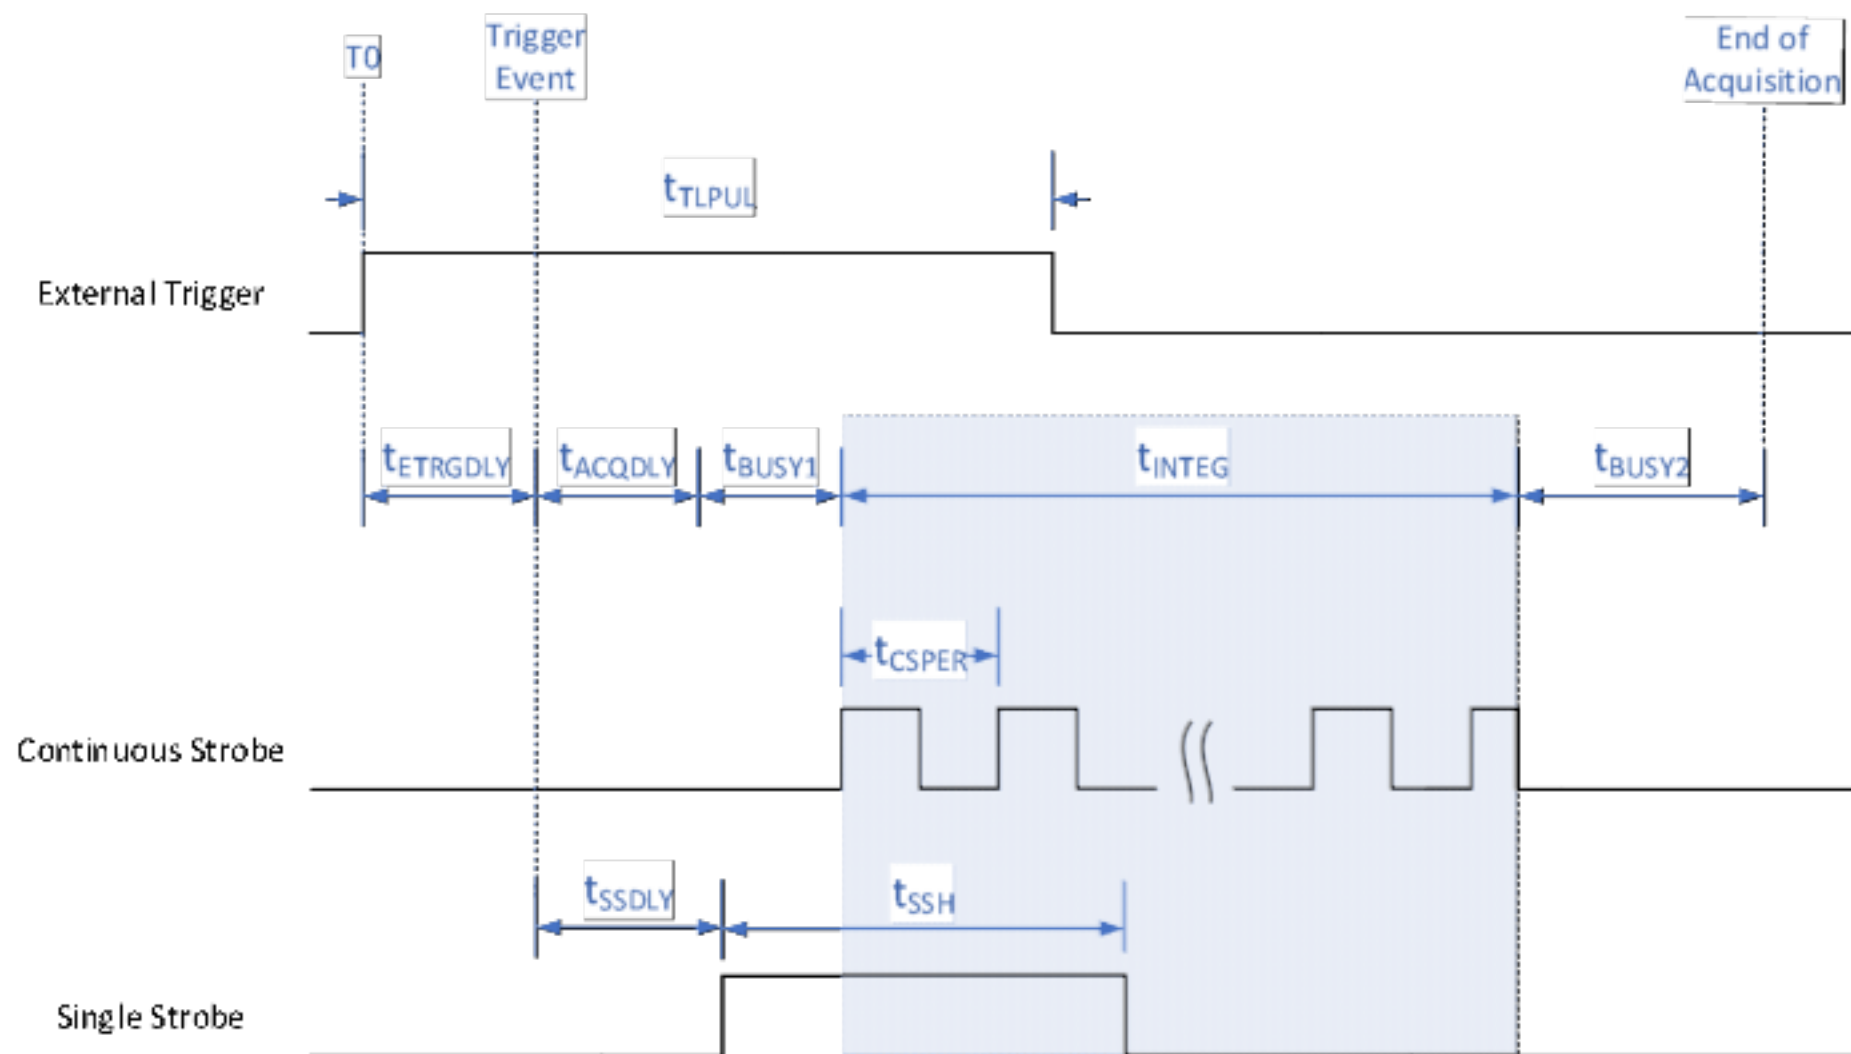 T0
Trigger
Event
End of
Acquisition
tTLPUL
External Trigger
tETRGDLY
tACQDLY
tBUSY1
tINTEG
tBUSY2
tCSPER
Continuous Strobe
tSSDLY
tSSH
Single Strobe